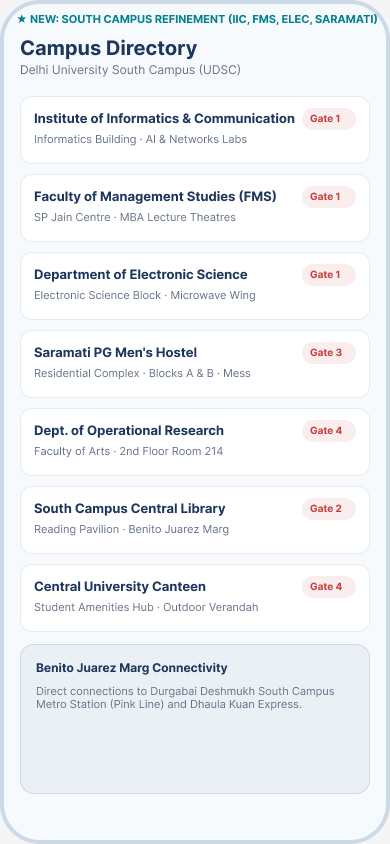 ★ NEW: SOUTH CAMPUS REFINEMENT (IIC, FMS, ELEC, SARAMATI)
Campus Directory
Delhi University South Campus (UDSC)
Institute of Informatics & Communication
Gate 1
Informatics Building · AI & Networks Labs
Faculty of Management Studies (FMS)
Gate 1
SP Jain Centre · MBA Lecture Theatres
Department of Electronic Science
Gate 1
Electronic Science Block · Microwave Wing
Saramati PG Men's Hostel
Gate 3
Residential Complex · Blocks A & B · Mess
Dept. of Operational Research
Gate 4
Faculty of Arts · 2nd Floor Room 214
South Campus Central Library
Gate 2
Reading Pavilion · Benito Juarez Marg
Central University Canteen
Gate 4
Student Amenities Hub · Outdoor Verandah
Benito Juarez Marg Connectivity
Direct connections to Durgabai Deshmukh South Campus
Metro Station (Pink Line) and Dhaula Kuan Express.